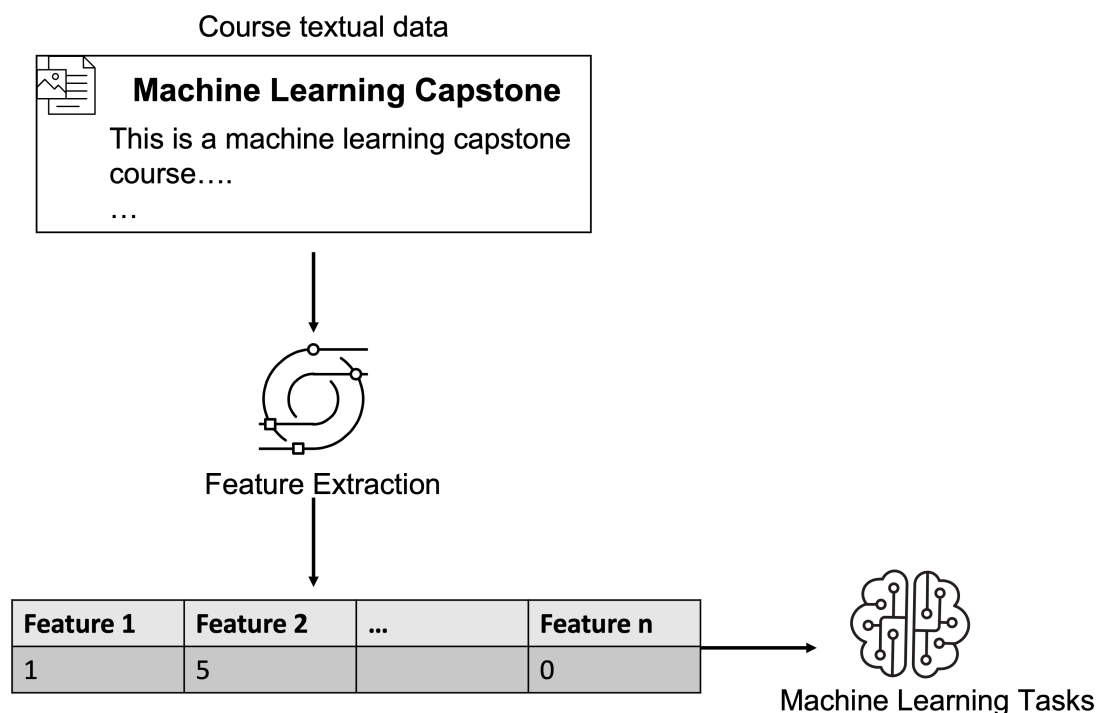 Course textual data
Machine Learning Capstone
This is a machine learning capstone
course….
…
Feature Extraction
Feature 1 Feature 2 ... Feature n
1 5 0
Machine Learning Tasks